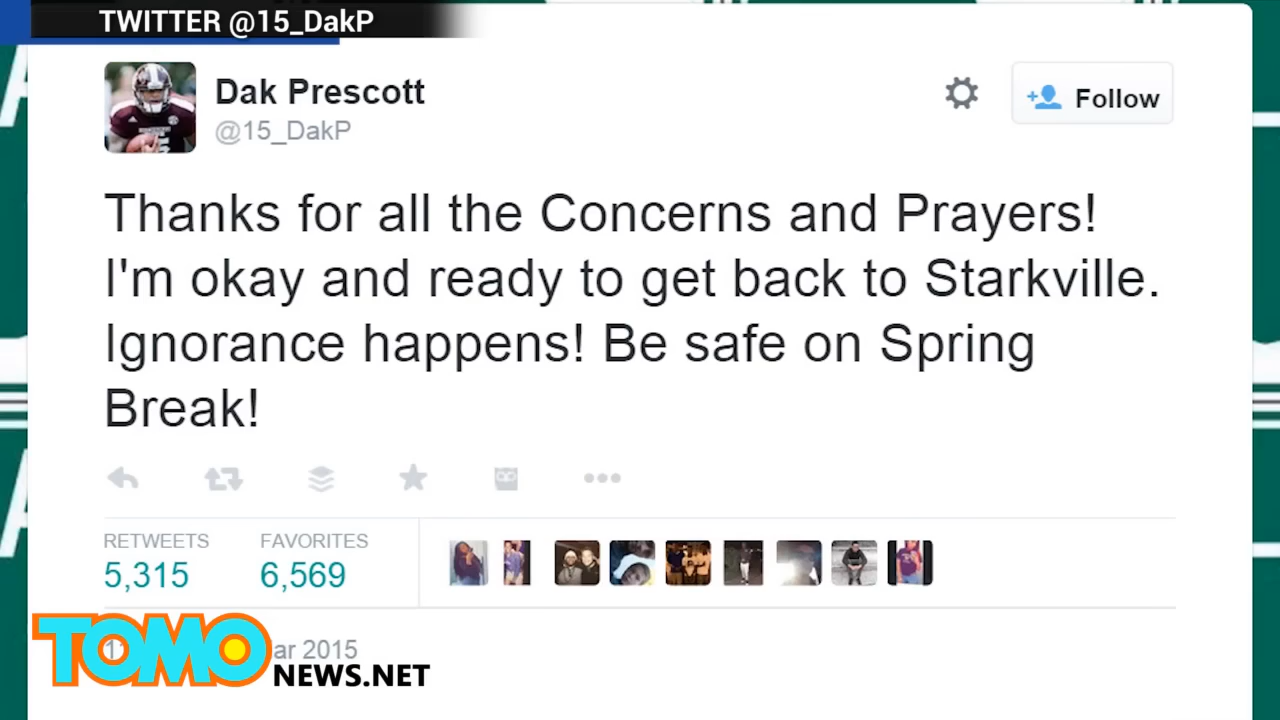 TWITTER @15_DakP
Dak Prescott
@15_DakP
Follow
Thanks for all the Concerns and Prayers!
I'm okay and ready to get back to Starkville.
Ignorance happens! Be safe on Spring
Break!
RETWEETS FAVORITES
5,315 6,569
ar 2015
TOMO
NEWS.NET